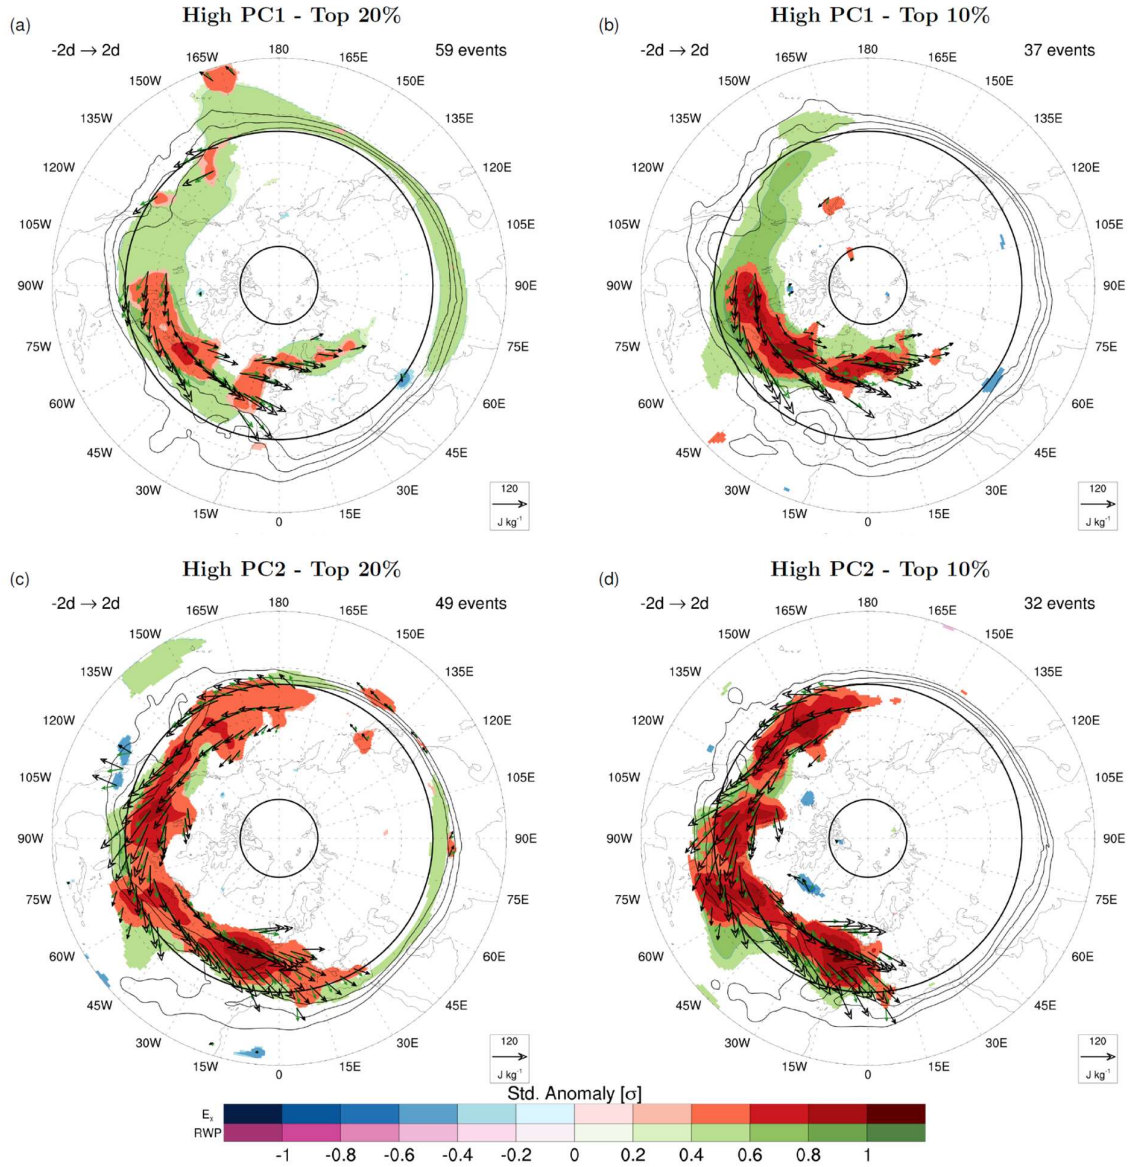 (a) High PC1 - Top 20%
-2d → 2d 59 events
180
165W 165E
150W 150E
135W 135E
120W 120E
105W 105E
90W 90E
75W 75E
60W 60E
45W 45E
30W 30E
15W 0 15E
120
J kg⁻¹
(b) High PC1 - Top 10%
-2d → 2d 37 events
180
165W 165E
150W 150E
135W 135E
120W 120E
105W 105E
90W 90E
75W 75E
60W 60E
45W 45E
30W 30E
15W 0 15E
120
J kg⁻¹
(c) High PC2 - Top 20%
-2d → 2d 49 events
180
165W 165E
150W 150E
135W 135E
120W 120E
105W 105E
90W 90E
75W 75E
60W 60E
45W 45E
30W 30E
15W 0 15E
120
J kg⁻¹
(d) High PC2 - Top 10%
-2d → 2d 32 events
180
165W 165E
150W 150E
135W 135E
120W 120E
105W 105E
90W 90E
75W 75E
60W 60E
45W 45E
30W 30E
15W 0 15E
120
J kg⁻¹
Std. Anomaly [σ]
Eₓ
RWP
-1 -0.8 -0.6 -0.4 -0.2 0 0.2 0.4 0.6 0.8 1